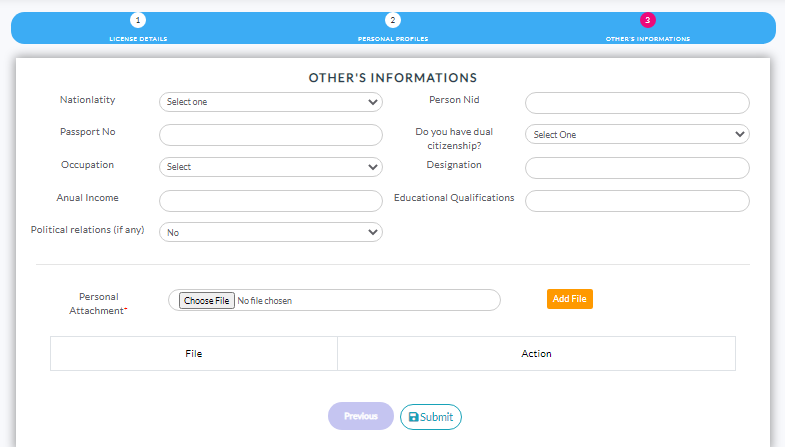 1 2 3
LICENSE DETAILS PERSONAL PROFILES OTHER'S INFORMATIONS
OTHER'S INFORMATIONS
Nationlatity Select one Person Nid
Passport No Do you have dual citizenship? Select One
Occupation Select Designation
Anual Income Educational Qualifications
Political relations (if any) No
Personal Attachment* Choose File No file chosen Add File
File Action
Previous Submit